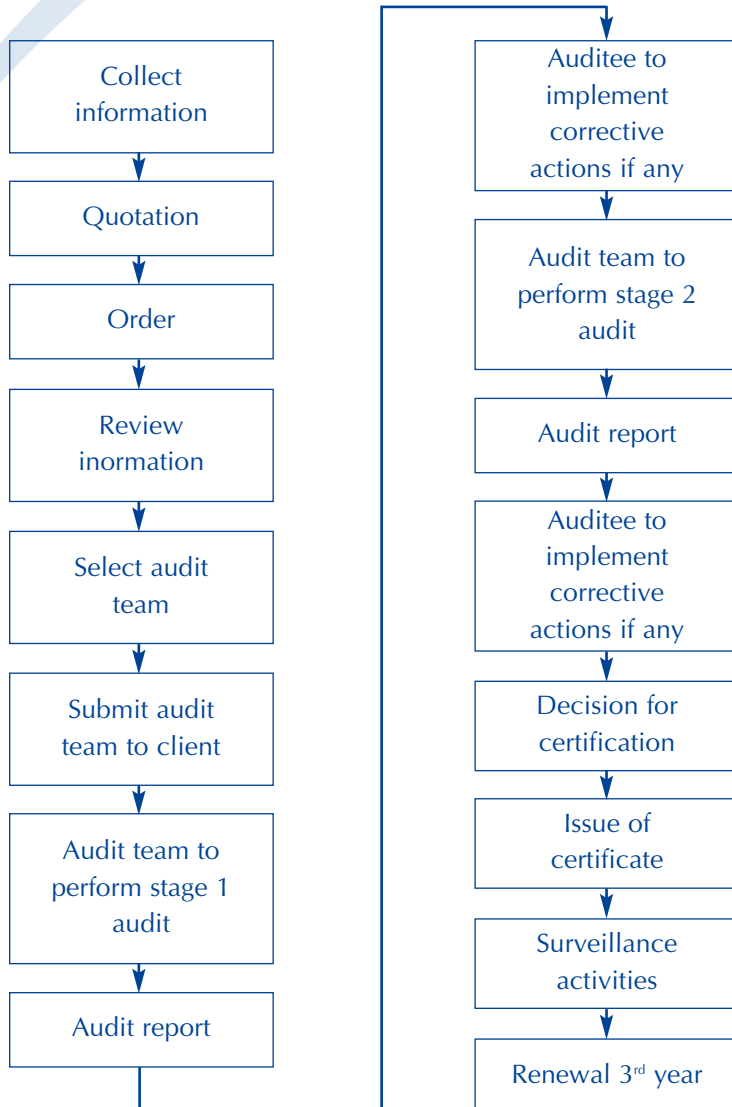 Collect
information
Quotation
Order
Review
inormation
Select audit
team
Submit audit
team to client
Audit team to
perform stage 1
audit
Audit report
Auditee to
implement
corrective
actions if any
Audit team to
perform stage 2
audit
Audit report
Auditee to
implement
corrective
actions if any
Decision for
certification
Issue of
certificate
Surveillance
activities
Renewal 3rd year